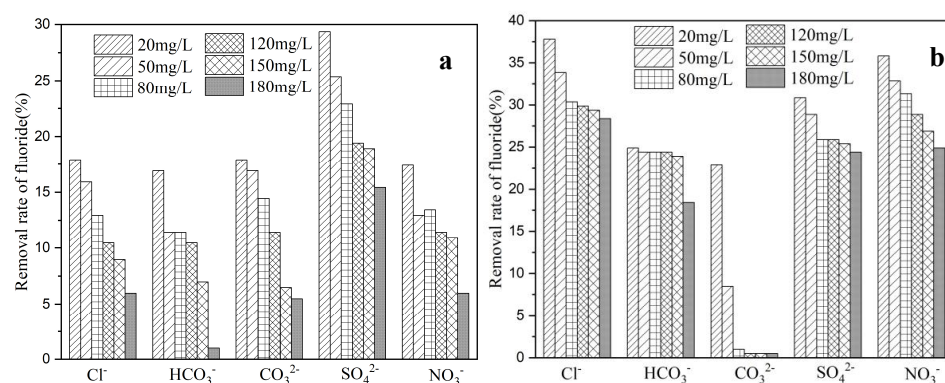 30
25
20
15
10
5
0
Removal rate of fluoride(%)
20mg/L
50mg/L
80mg/L
120mg/L
150mg/L
180mg/L
a
Cl⁻
HCO₃⁻
CO₃²⁻
SO₄²⁻
NO₃⁻
40
35
30
25
20
15
10
5
0
Removal rate of fluoride(%)
20mg/L
50mg/L
80mg/L
120mg/L
150mg/L
180mg/L
b
Cl⁻
HCO₃⁻
CO₃²⁻
SO₄²⁻
NO₃⁻